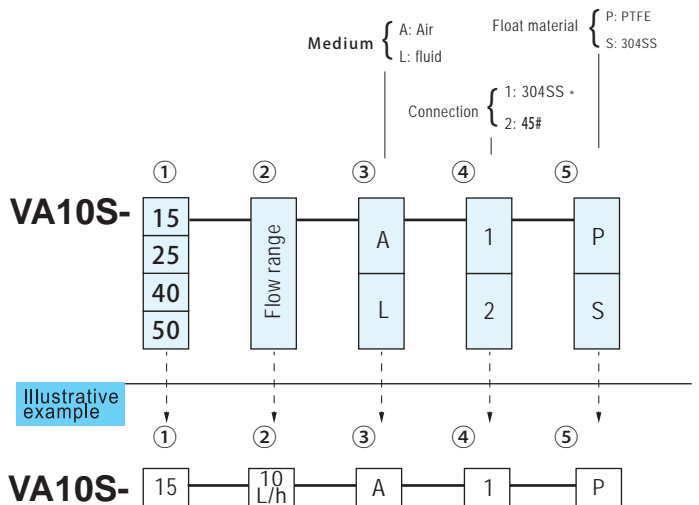 Medium { A: Air
L: fluid
Float material { P: PTFE
S: 304SS
Connection { 1: 304SS *
2: 45#
① ② ③ ④ ⑤
VA10S- 15 Flow range A 1 P
25
40 L 2 S
50
Illustrative
example
① ② ③ ④ ⑤
VA10S- 15 10 L/h A 1 P